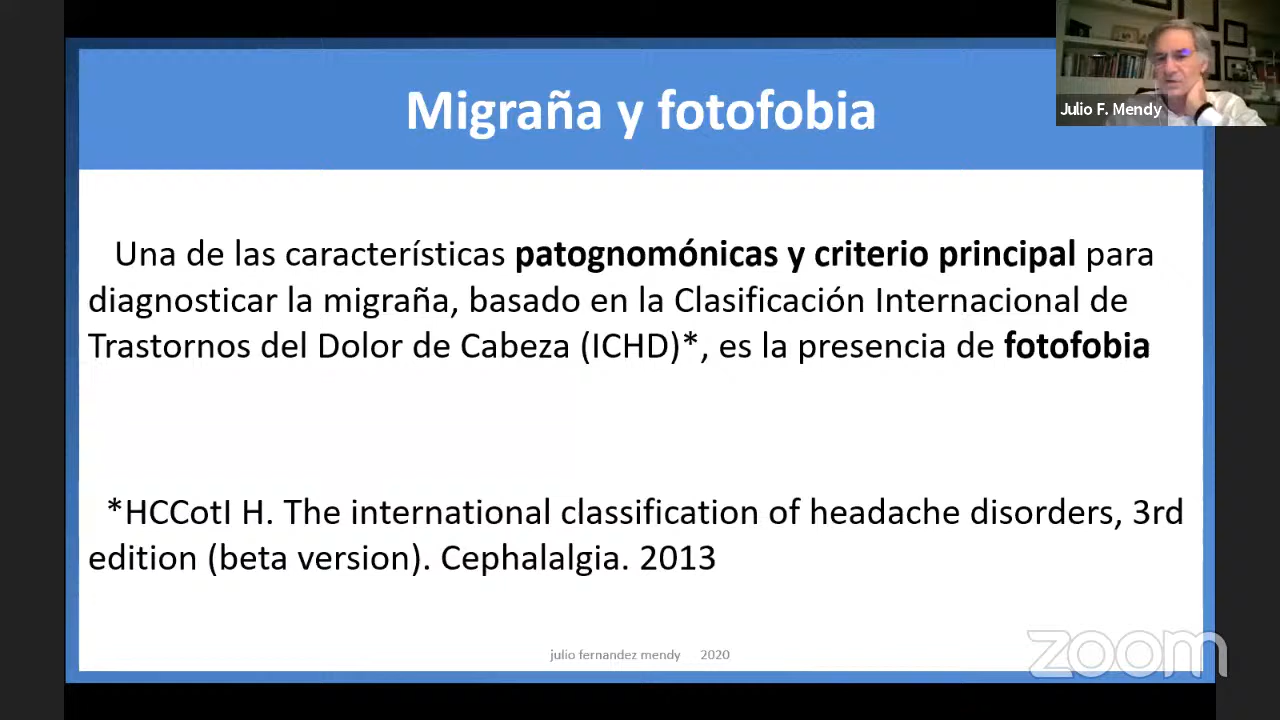 Migraña y fotofobia
Julio F. Mendy
Una de las características patognomónicas y criterio principal para
diagnosticar la migraña, basado en la Clasificación Internacional de
Trastornos del Dolor de Cabeza (ICHD)*, es la presencia de fotofobia
*HCCotI H. The international classification of headache disorders, 3rd
edition (beta version). Cephalalgia. 2013
julio fernandez mendy 2020
zoom